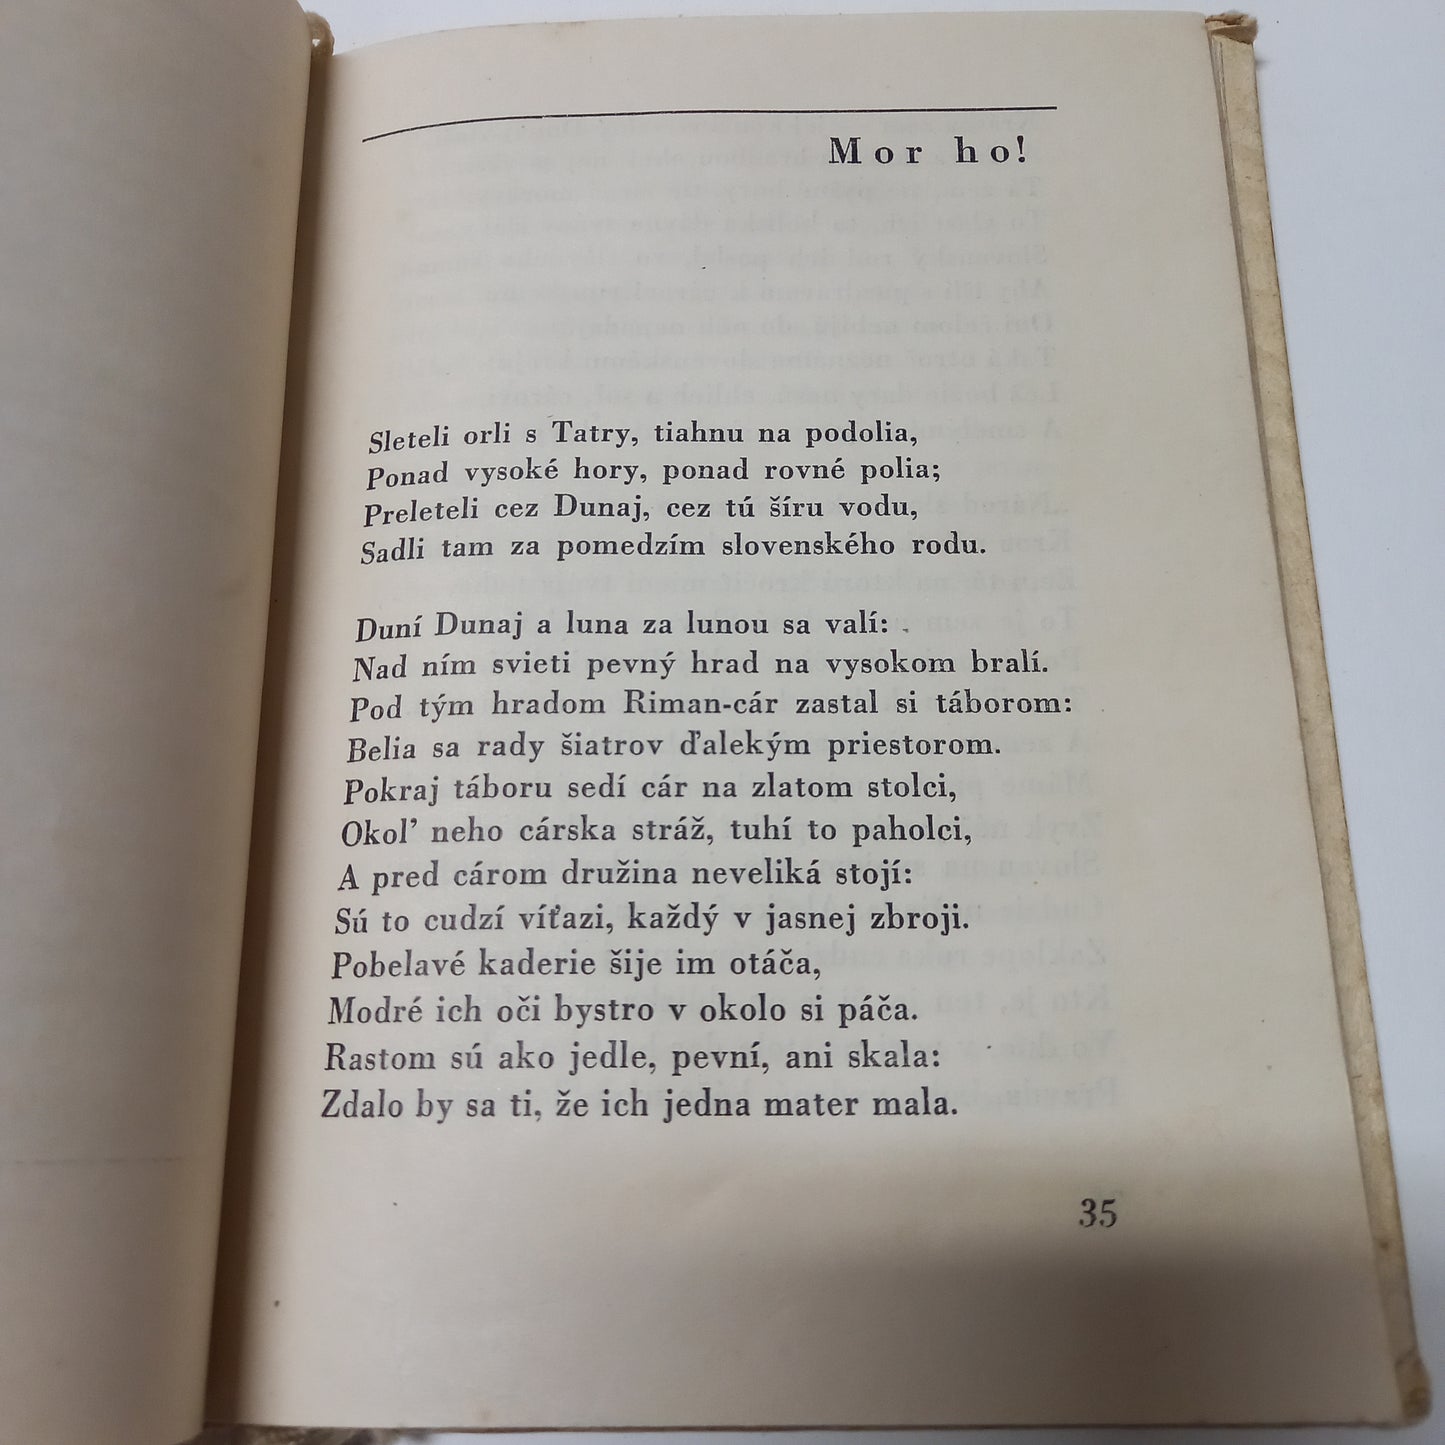 Mor ho!
Sleteli orli s Tatry, tiahnu na podolia,
Ponad vysoké hory, ponad rovné polia;
Preleteli cez Dunaj, cez tú šíru vodu,
Sadli tam za pomedzím slovenského rodu.
Duní Dunaj a luna za lunou sa valí:
Nad ním svieti pevný hrad na vysokom bralí.
Pod tým hradom Riman-cár zastal si táborom:
Belia sa rady šiatrov ďalekým priestorom.
Pokraj táboru sedí cár na zlatom stolci,
Okol’ neho cárska stráž, tuhí to paholci,
A pred cárom družina neveliká stojí:
Sú to cudzí víťazi, každý v jasnej zbroji.
Pobelavé kaderie šije im otáča,
Modré ich oči bystro v okolo si páča.
Rastom sú ako jedle, pevní, ani skala:
Zdalo by sa ti, že ich jedna mater mala.
35